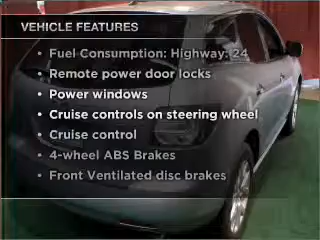 VEHICLE FEATURES
• Fuel Consumption: Highway: 24
• Remote power door locks
• Power windows
• Cruise controls on steering wheel
• Cruise control
• 4-wheel ABS Brakes
• Front Ventilated disc brakes